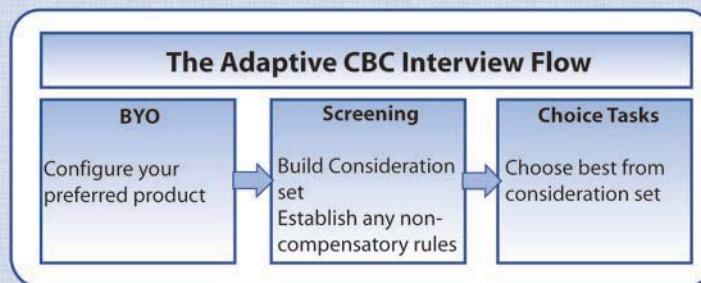 The Adaptive CBC Interview Flow
BYO
Configure your
preferred product
Screening
Build Consideration
set
Establish any non-
compensatory rules
Choice Tasks
Choose best from
consideration set